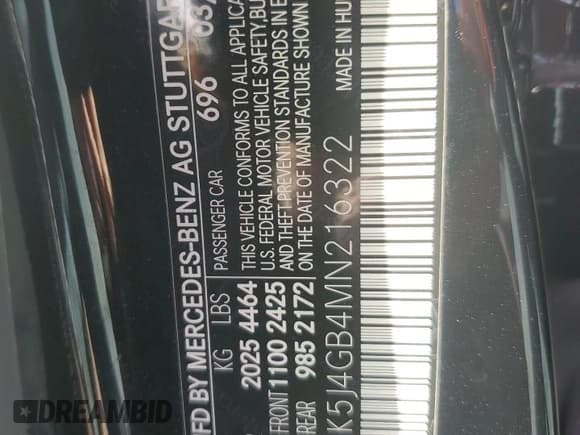 FD BY MERCEDES-BENZ AG STUTTGAR
696 03/
KG LBS PASSENGER CAR
2025 4464
FRONT 1100 2425
REAR 985 2172
THIS VEHICLE CONFORMS TO ALL APPLICA
U.S. FEDERAL MOTOR VEHICLE SAFETY,BU
AND THEFT PREVENTION STANDARDS IN E
ON THE DATE OF MANUFACTURE SHOWN
K5J4GB4MN216322 MADE IN HU
DREAMBID